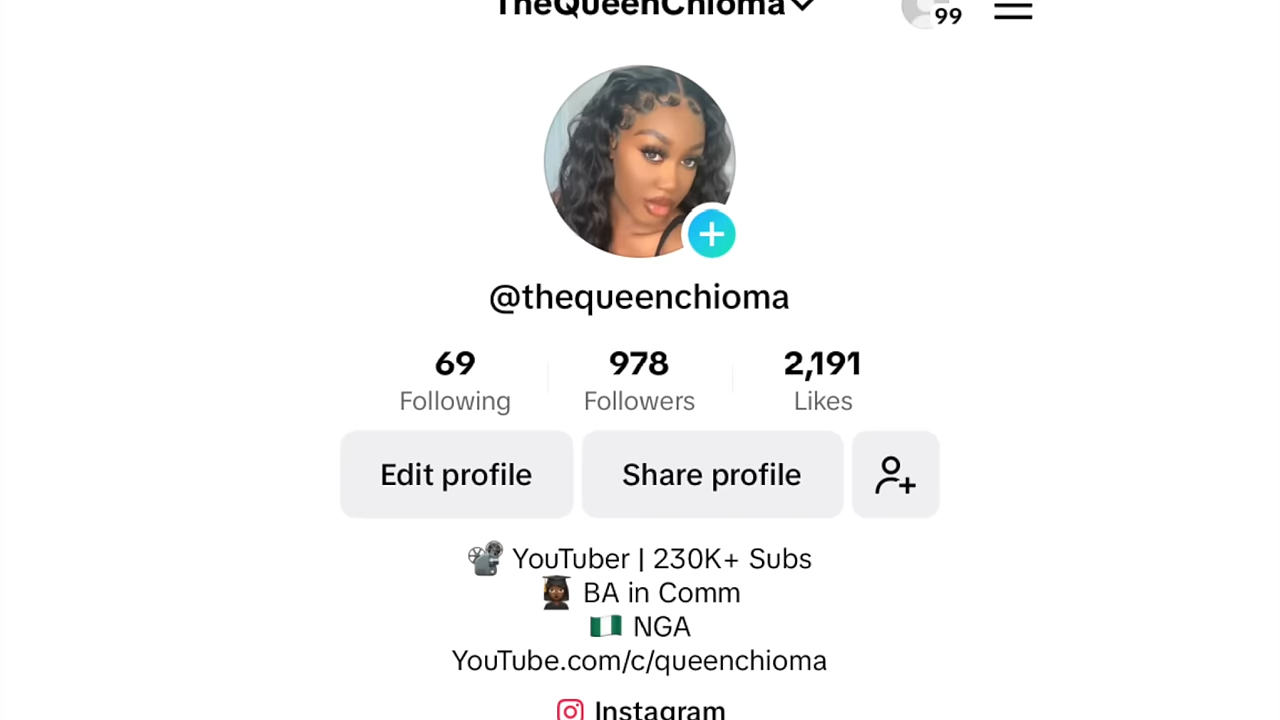 TheQueenChioma
99
@thequeenchioma
69 978 2,191
Following Followers Likes
Edit profile Share profile
YouTuber | 230K+ Subs
BA in Comm
NGA
YouTube.com/c/queenchioma
Instagram